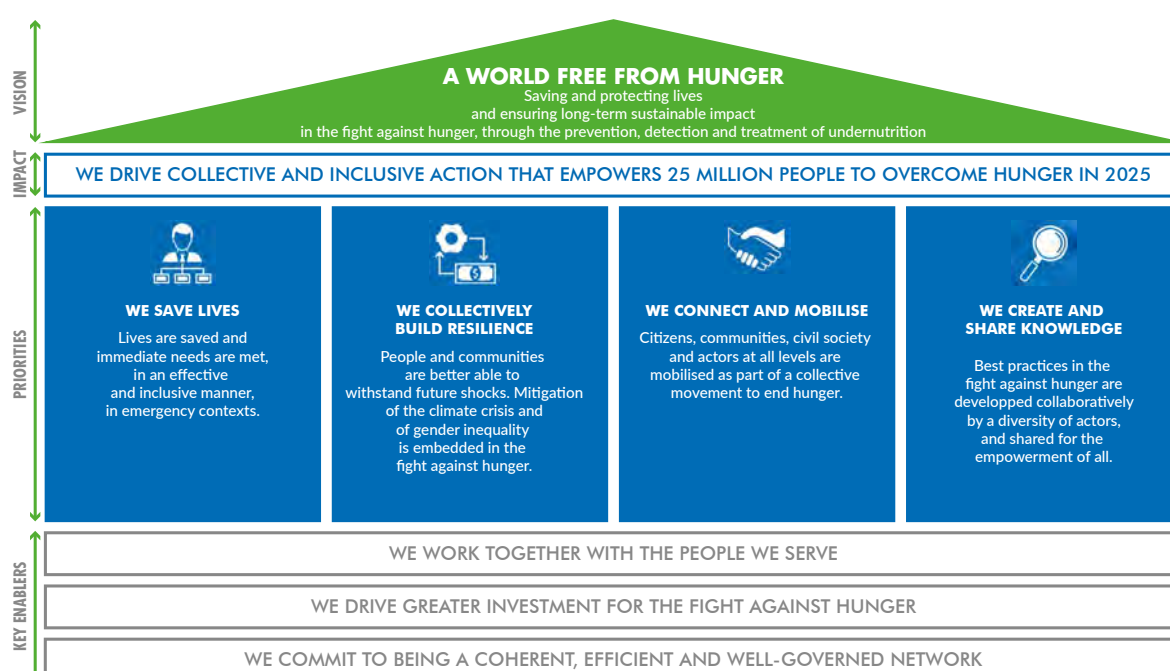 VISION
A WORLD FREE FROM HUNGER
Saving and protecting lives
and ensuring long-term sustainable impact
in the fight against hunger, through the prevention, detection and treatment of undernutrition
IMPACT
WE DRIVE COLLECTIVE AND INCLUSIVE ACTION THAT EMPOWERS 25 MILLION PEOPLE TO OVERCOME HUNGER IN 2025
PRIORITIES
WE SAVE LIVES
Lives are saved and
immediate needs are met,
in an effective
and inclusive manner,
in emergency contexts.
WE COLLECTIVELY
BUILD RESILIENCE
People and communities
are better able to
withstand future shocks. Mitigation
of the climate crisis and
of gender inequality
is embedded in the
fight against hunger.
WE CONNECT AND MOBILISE
Citizens, communities, civil society
and actors at all levels are
mobilised as part of a collective
movement to end hunger.
WE CREATE AND
SHARE KNOWLEDGE
Best practices in the
fight against hunger are
developped collaboratively
by a diversity of actors,
and shared for the
empowerment of all.
KEY ENABLERS
WE WORK TOGETHER WITH THE PEOPLE WE SERVE
WE DRIVE GREATER INVESTMENT FOR THE FIGHT AGAINST HUNGER
WE COMMIT TO BEING A COHERENT, EFFICIENT AND WELL-GOVERNED NETWORK